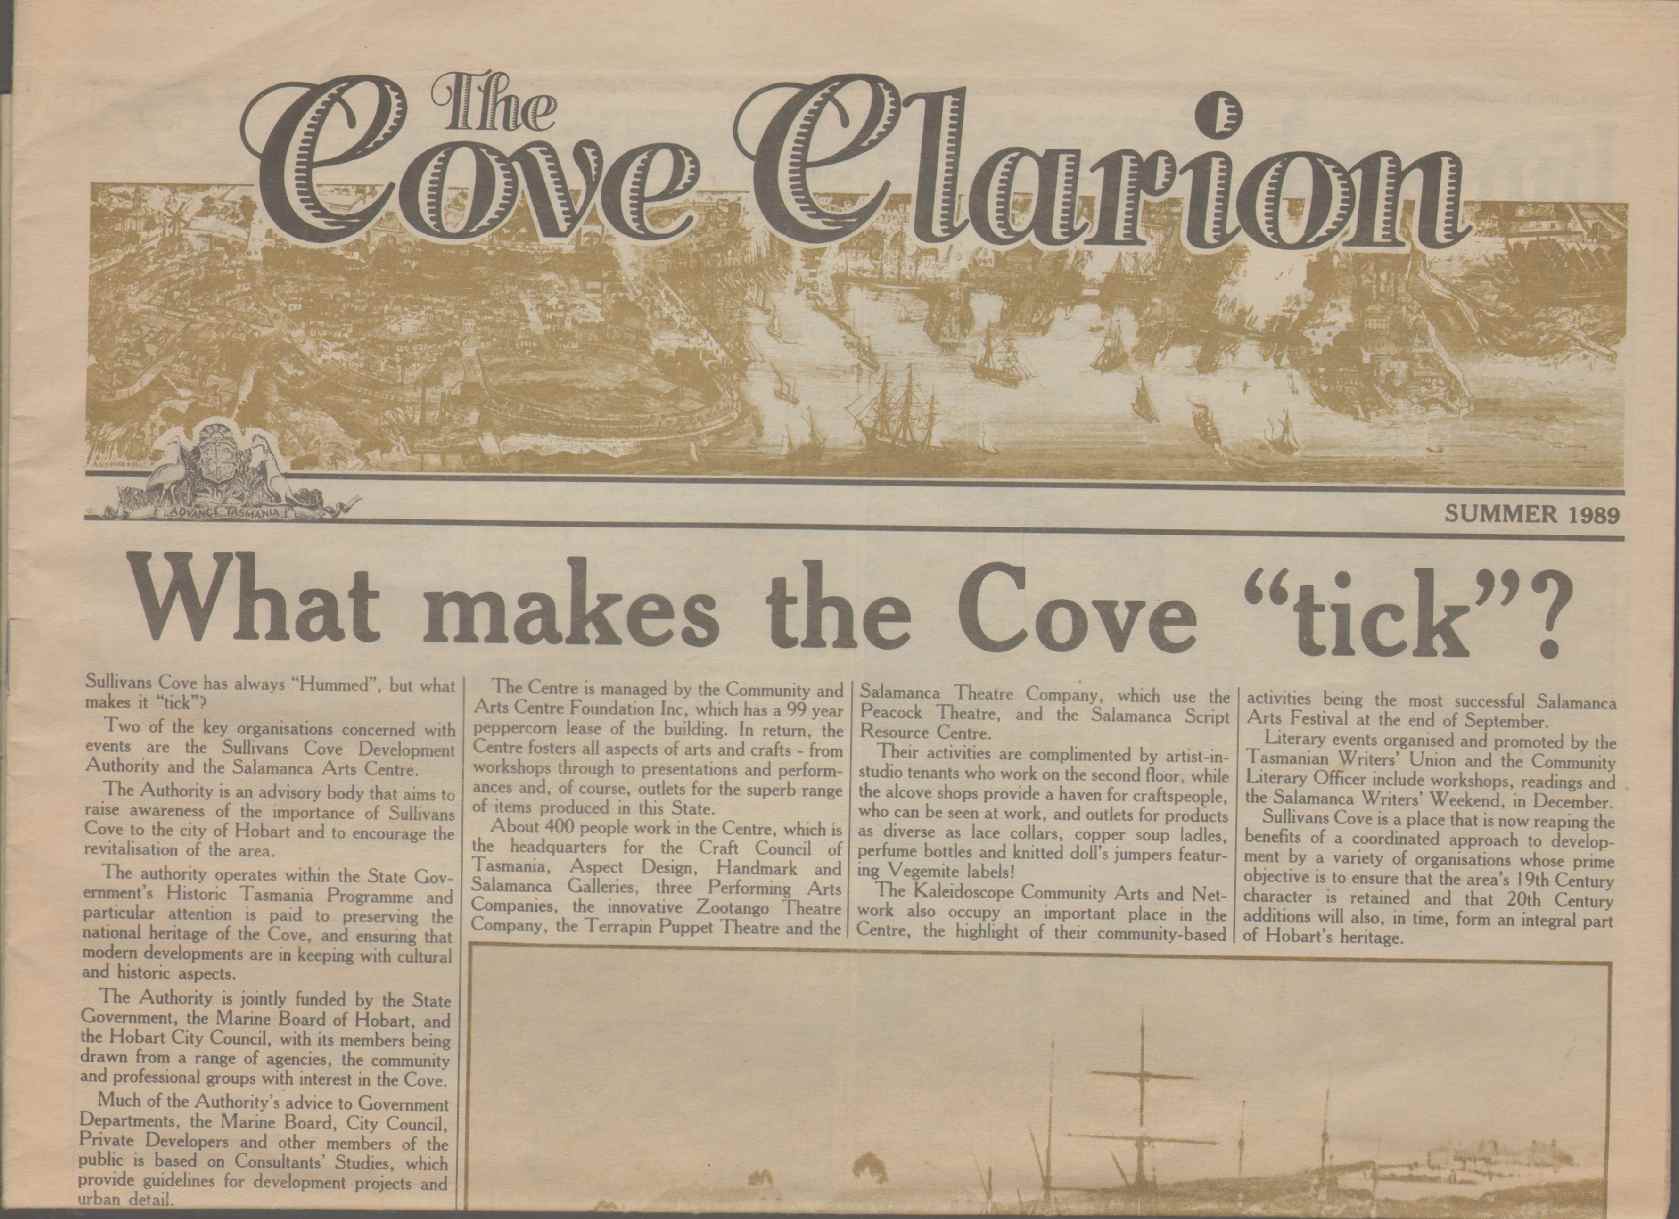 The
Cove Clarion
ADVANCE TASMANIA
SUMMER 1989
What makes the Cove “tick”?
Sullivans Cove has always “Hummed”, but what
makes it “tick”?
Two of the key organisations concerned with
events are the Sullivans Cove Development
Authority and the Salamanca Arts Centre.
The Authority is an advisory body that aims to
raise awareness of the importance of Sullivans
Cove to the city of Hobart and to encourage the
revitalisation of the area.
The authority operates within the State Gov-
ernment's Historic Tasmania Programme and
particular attention is paid to preserving the
national heritage of the Cove, and ensuring that
modern developments are in keeping with cultural
and historic aspects.
The Authority is jointly funded by the State
Government, the Marine Board of Hobart, and
the Hobart City Council, with its members being
drawn from a range of agencies, the community
and professional groups with interest in the Cove.
Much of the Authority's advice to Government
Departments, the Marine Board, City Council,
Private Developers and other members of the
public is based on Consultants' Studies, which
provide guidelines for development projects and
urban detail.
The Centre is managed by the Community and
Arts Centre Foundation Inc, which has a 99 year
peppercorn lease of the building. In return, the
Centre fosters all aspects of arts and crafts - from
workshops through to presentations and perform-
ances and, of course, outlets for the superb range
of items produced in this State.
About 400 people work in the Centre, which is
the headquarters for the Craft Council of
Tasmania, Aspect Design, Handmark and
Salamanca Galleries, three Performing Arts
Companies, the innovative Zootango Theatre
Company, the Terrapin Puppet Theatre and the
Salamanca Theatre Company, which use the
Peacock Theatre, and the Salamanca Script
Resource Centre.
Their activities are complimented by artist-in-
studio tenants who work on the second floor, while
the alcove shops provide a haven for craftspeople,
who can be seen at work, and outlets for products
as diverse as lace collars, copper soup ladles,
perfume bottles and knitted doll's jumpers featur-
ing Vegemite labels!
The Kaleidoscope Community Arts and Net-
work also occupy an important place in the
Centre, the highlight of their community-based
activities being the most successful Salamanca
Arts Festival at the end of September.
Literary events organised and promoted by the
Tasmanian Writers' Union and the Community
Literary Officer include workshops, readings and
the Salamanca Writers' Weekend, in December.
Sullivans Cove is a place that is now reaping the
benefits of a coordinated approach to develop-
ment by a variety of organisations whose prime
objective is to ensure that the area's 19th Century
character is retained and that 20th Century
additions will also, in time, form an integral part
of Hobart's heritage.